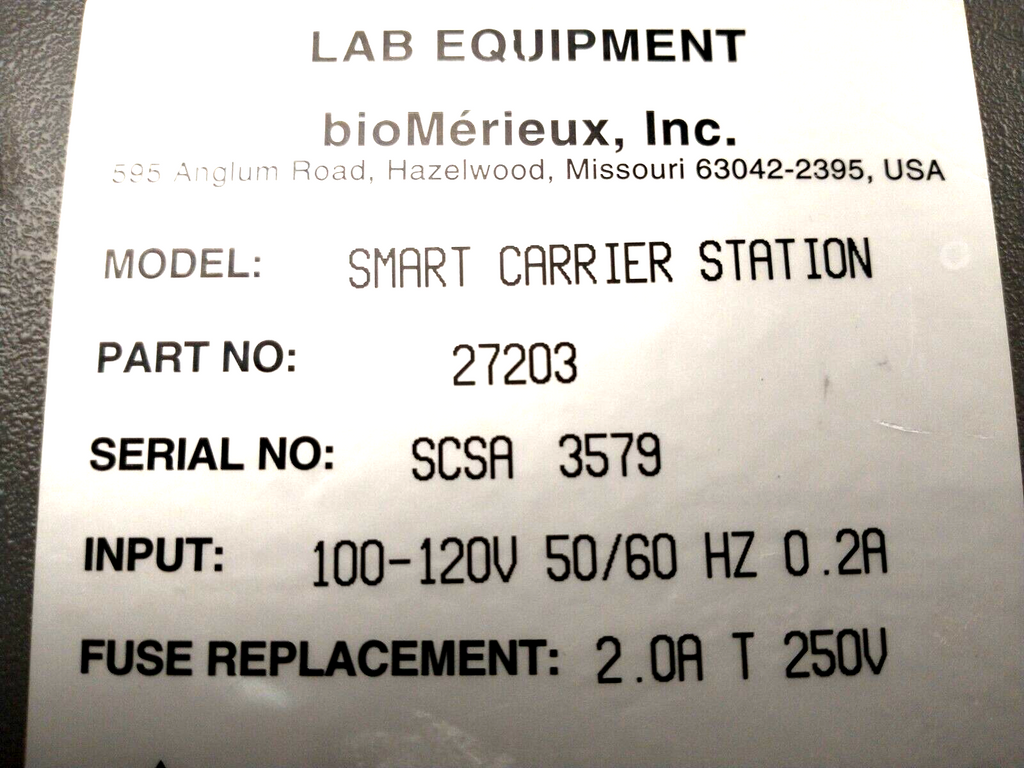 LAB EQUIPMENT
bioMérieux, Inc.
595 Anglum Road, Hazelwood, Missouri 63042-2395, USA
MODEL: SMART CARRIER STATION
PART NO: 27203
SERIAL NO: SCSA 3579
INPUT: 100-120V 50/60 HZ 0.2A
FUSE REPLACEMENT: 2.0A T 250V